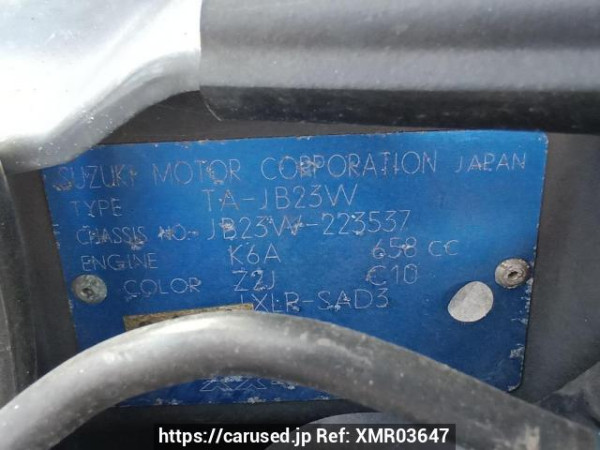 SUZUKI MOTOR CORPORATION JAPAN
TYPE TA-JB23W
CHASSIS NO. JB23W-223537
ENGINE K6A 658 CC
COLOR Z2J C10
JXLR-SAD3
https://carused.jp Ref: XMR03647